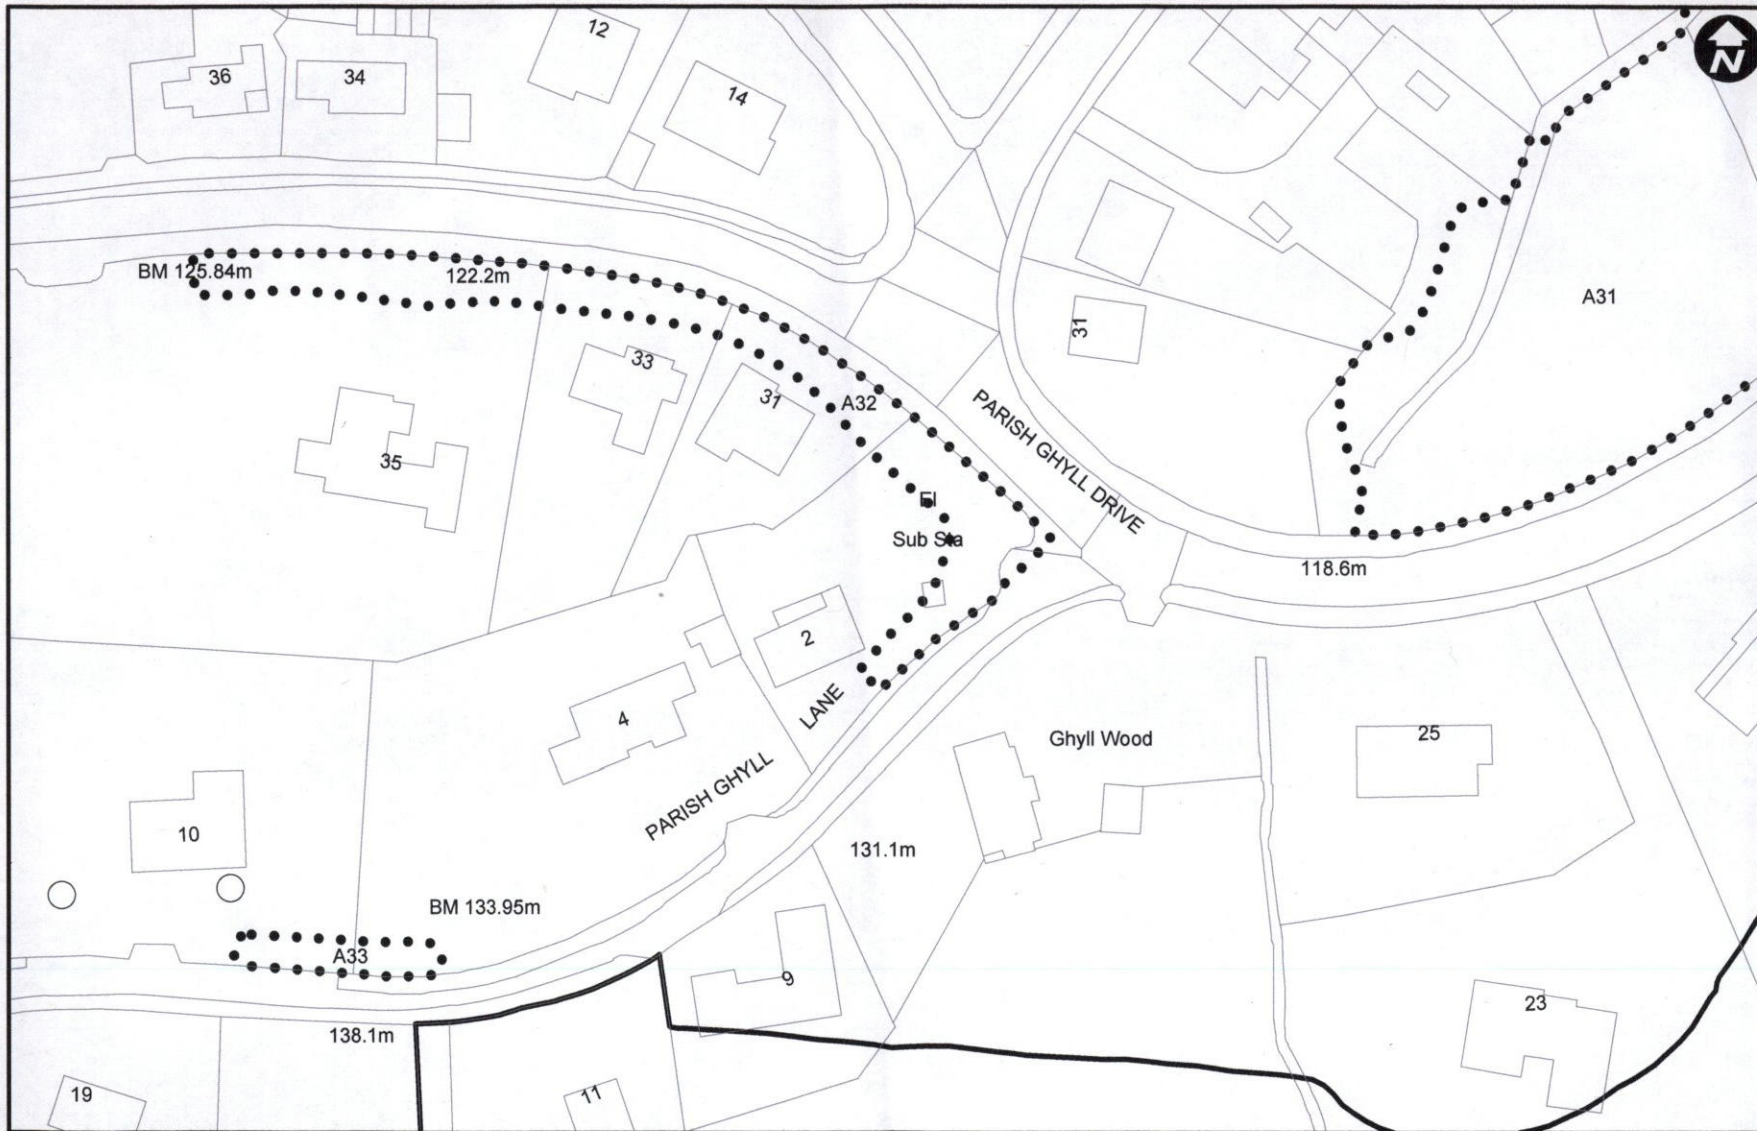 12
36
34
14
N
BM 125.84m
122.2m
A31
31
33
31
A32
PARISH GHYLL DRIVE
35
El
Sub Sta
118.6m
2
LANE
4
PARISH GHYLL
Ghyll Wood
25
10
131.1m
BM 133.95m
A33
9
23
138.1m
19
11